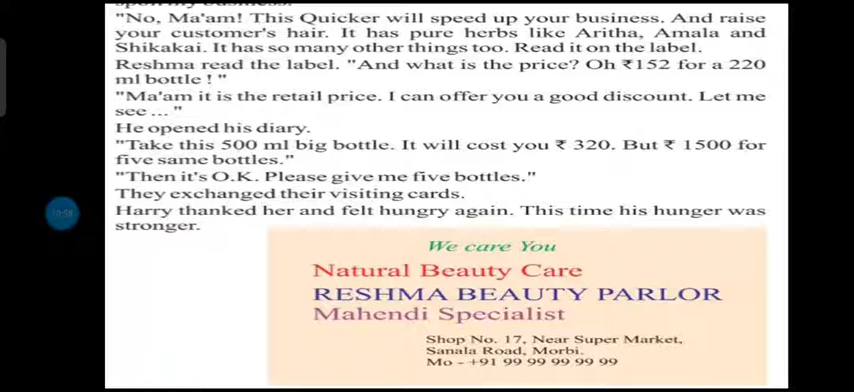 "No, Ma'am! This Quicker will speed up your business. And raise
your customer's hair. It has pure herbs like Aritha, Amala and
Shikakai. It has so many other things too. Read it on the label.
Reshma read the label. "And what is the price? Oh ₹152 for a 220
ml bottle ! "
"Ma'am it is the retail price. I can offer you a good discount. Let me
see ... "
He opened his diary.
"Take this 500 ml big bottle. It will cost you ₹ 320. But ₹ 1500 for
five same bottles."
"Then it's O.K. Please give me five bottles."
They exchanged their visiting cards.
Harry thanked her and felt hungry again. This time his hunger was
stronger.
We care You
Natural Beauty Care
RESHMA BEAUTY PARLOR
Mahendi Specialist
Shop No. 17, Near Super Market,
Sanala Road, Morbi.
Mo - +91 99 99 99 99 99